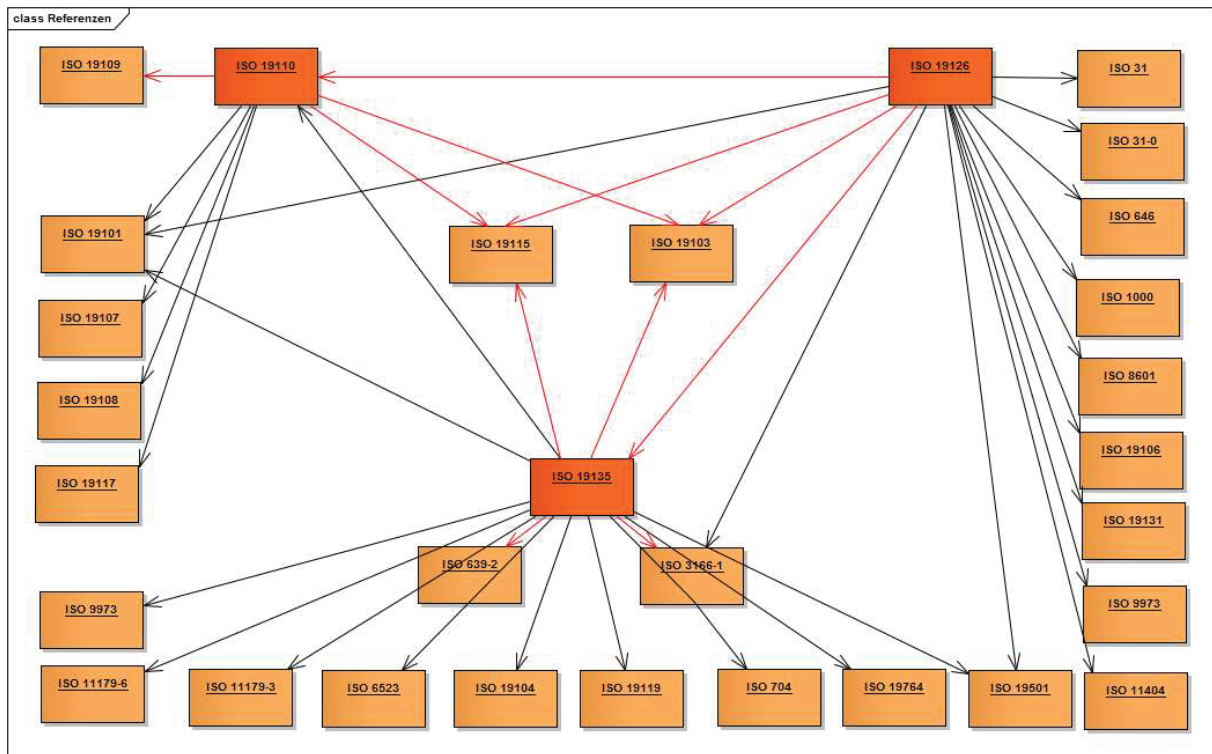 class Referenzen
ISO 19109
ISO 19110
ISO 19126
ISO 31
ISO 31-0
ISO 646
ISO 19101
ISO 19115
ISO 19103
ISO 1000
ISO 19107
ISO 8601
ISO 19108
ISO 19106
ISO 19117
ISO 19135
ISO 19131
ISO 639-2
ISO 3166-1
ISO 9973
ISO 9973
ISO 11179-6
ISO 11179-3
ISO 6523
ISO 19104
ISO 19119
ISO 704
ISO 19764
ISO 19501
ISO 11404